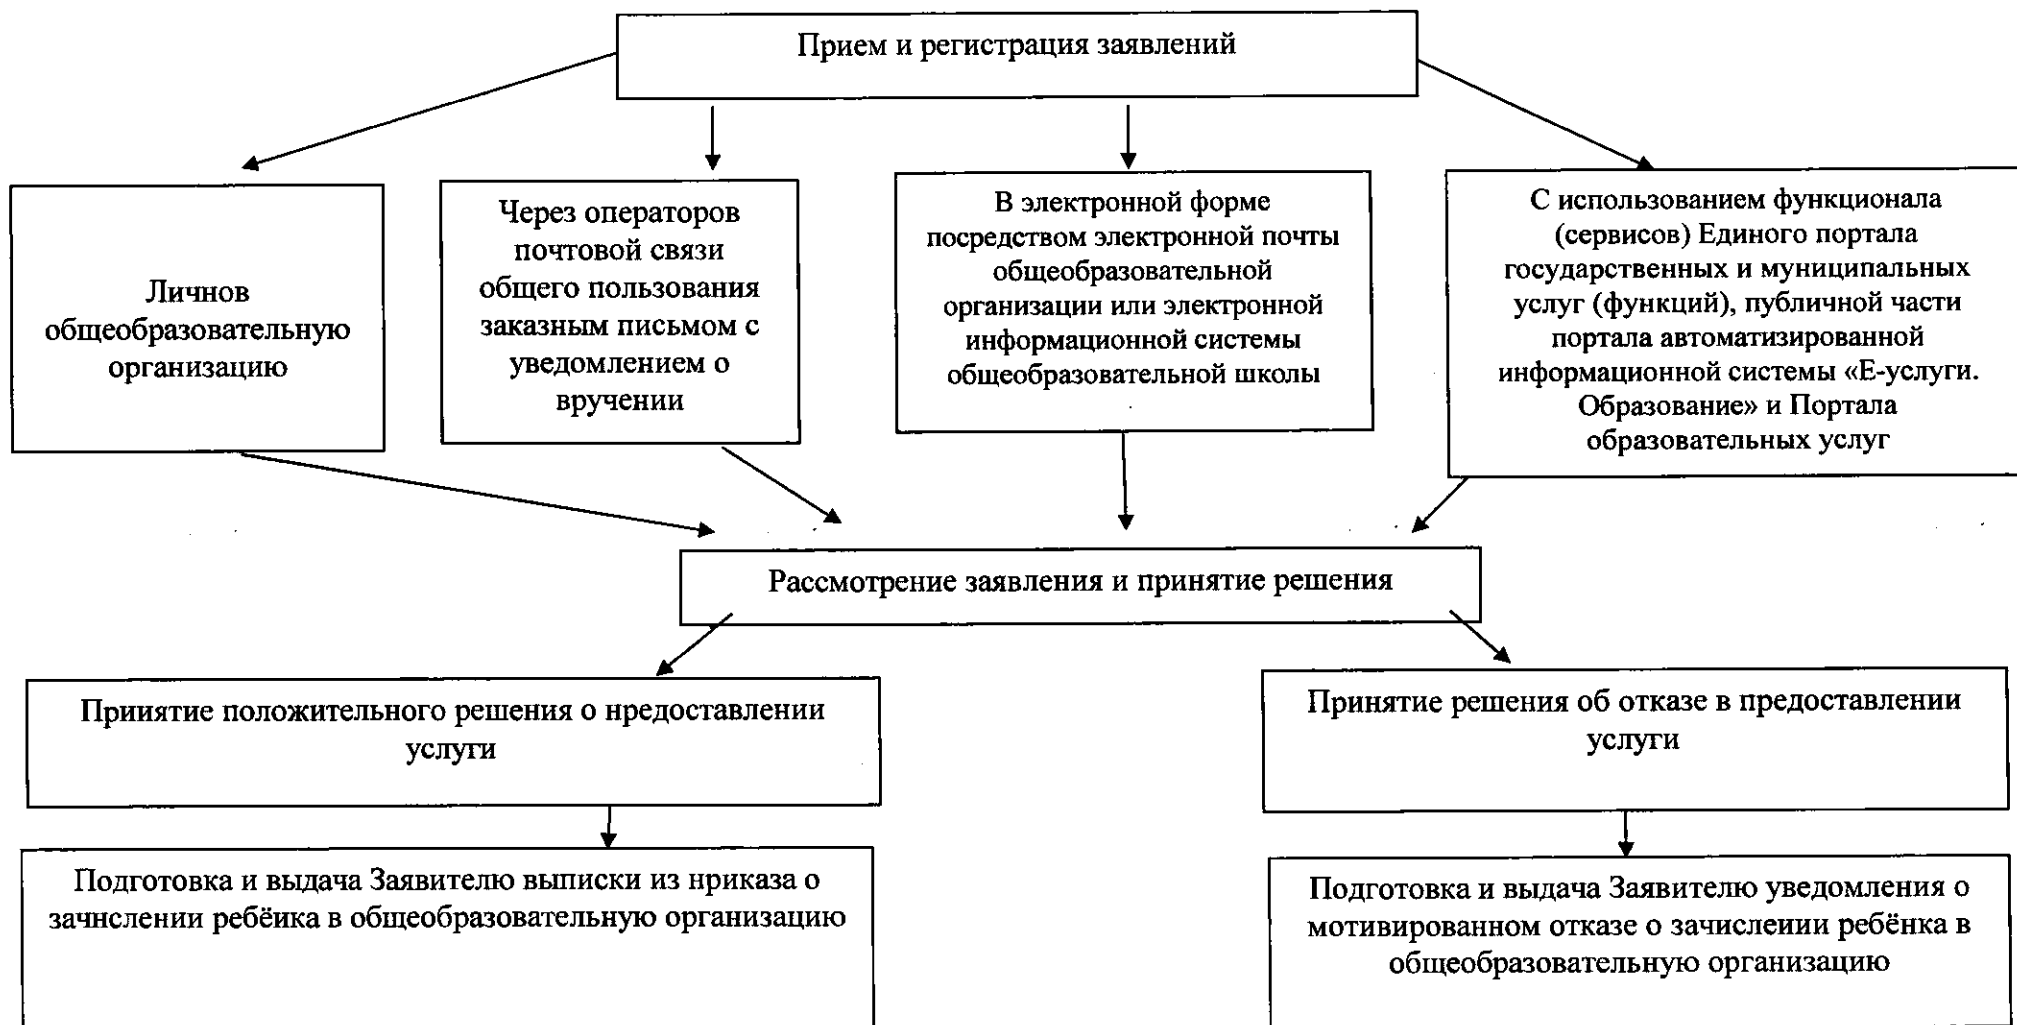 Прием и регистрация заявлений
Личнов
общеобразовательную
организацию
Через операторов
почтовой связи
общего пользования
заказным письмом с
уведомлением о
вручении
В электронной форме
посредством электронной почты
общеобразовательной
организации или электронной
информационной системы
общеобразовательной школы
С использованием функционала
(сервисов) Единого портала
государственных и муниципальных
услуг (функций), публичной части
портала автоматизированной
информационной системы «Е-услуги.
Образование» и Портала
образовательных услуг
Рассмотрение заявления и принятие решения
Прииятие положительного решения о нредоставлении
услуги
Принятие решения об отказе в предоставлении
услуги
Подготовка и выдача Заявителю выписки из нриказа о
зачнслении ребёика в общеобразовательную организацию
Подготовка и выдача Заявителю уведомления о
мотивированном отказе о зачислеиии ребёнка в
общеобразовательную организацию